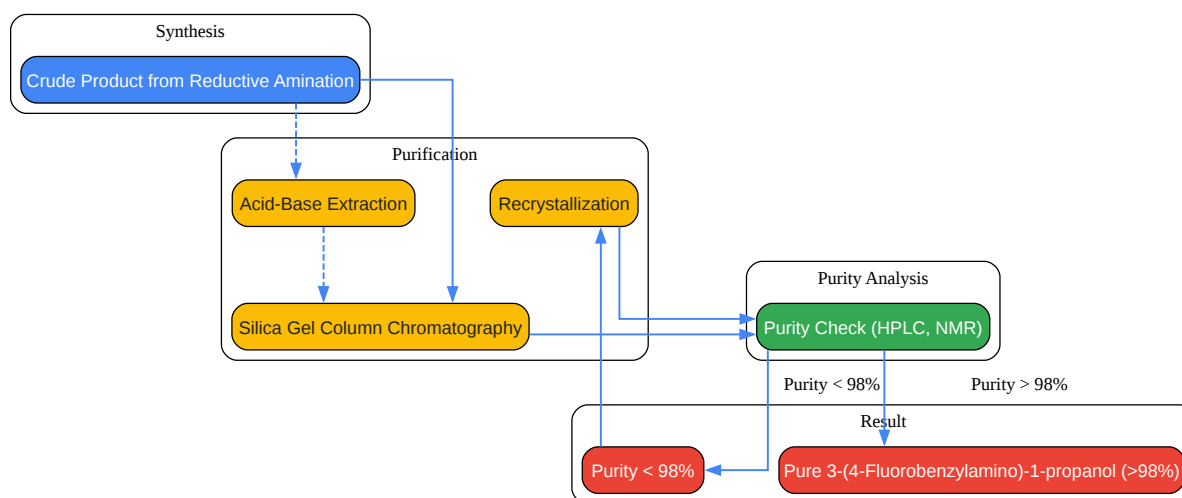 Synthesis
Crude Product from Reductive Amination
Purification
Acid-Base Extraction
Recrystallization
Silica Gel Column Chromatography
Purity Analysis
Purity Check (HPLC, NMR)
Purity < 98%
Purity > 98%
Result
Purity < 98%
Pure 3-(4-Fluorobenzylamino)-1-propanol (>98%)